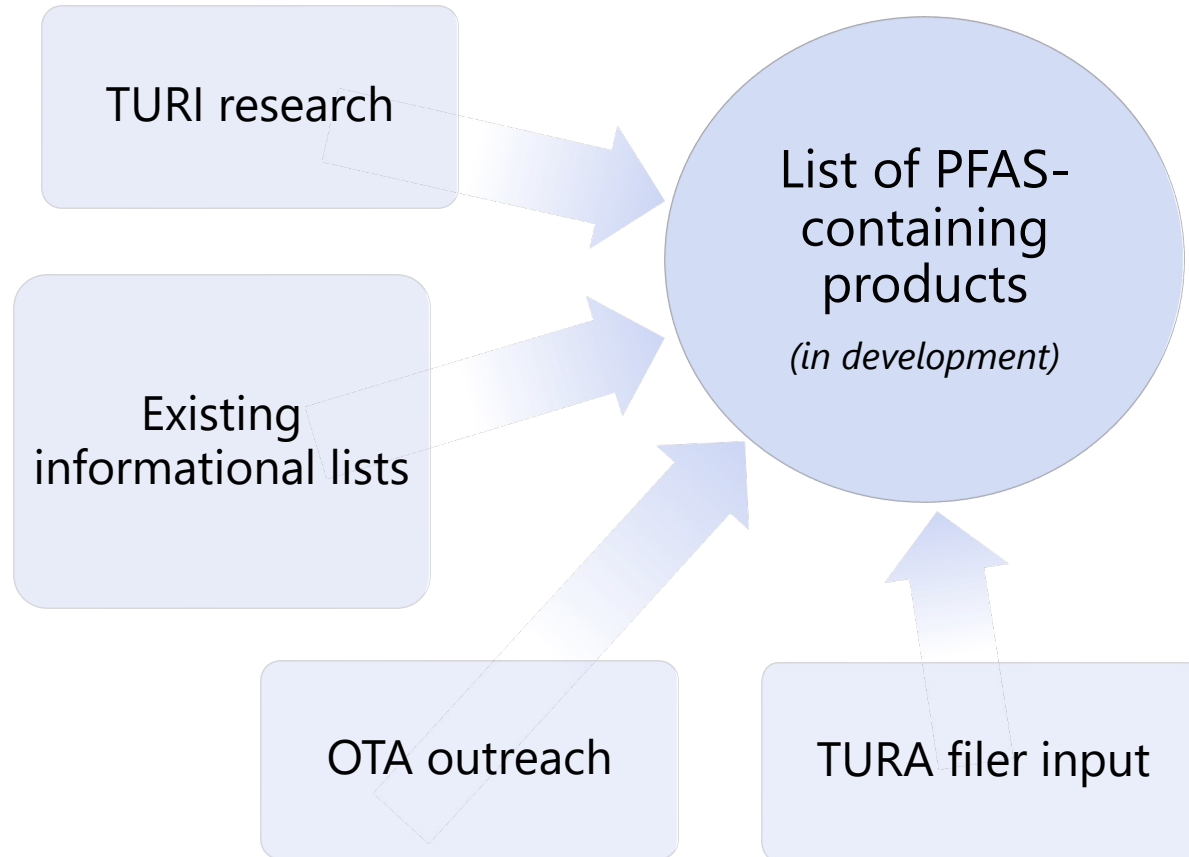 TURI research
List of PFAS-
containing
products
(in development)
Existing
informational lists
OTA outreach
TURA filer input